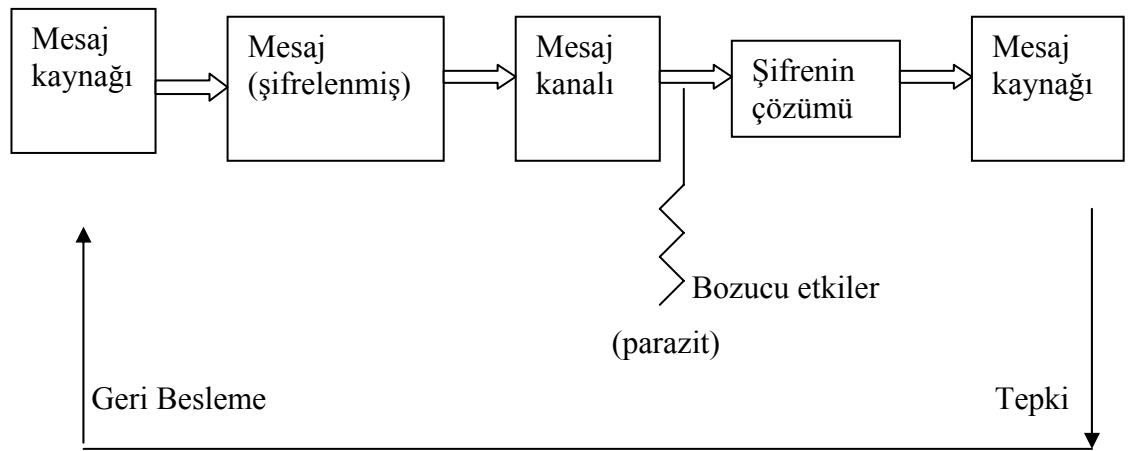 Mesaj
kaynağı
Mesaj
(şifrelenmiş)
Mesaj
kanalı
Şifrenin
çözümü
Mesaj
kaynağı
Bozucu etkiler
(parazit)
Geri Besleme
Tepki